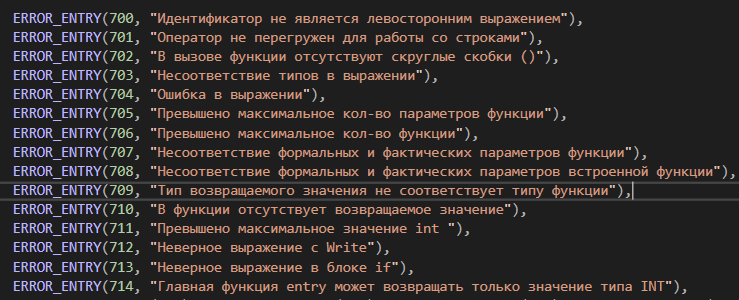 ERROR_ENTRY(700, "Идентификатор не является левосторонним выражением"),
ERROR_ENTRY(701, "Оператор не перегружен для работы со строками"),
ERROR_ENTRY(702, "В вызове функции отсутствуют скруглые скобки ()"),
ERROR_ENTRY(703, "Несоответствие типов в выражении"),
ERROR_ENTRY(704, "Ошибка в выражении"),
ERROR_ENTRY(705, "Превышено максимальное кол-во параметров функции"),
ERROR_ENTRY(706, "Превышено максимальное кол-во функции"),
ERROR_ENTRY(707, "Несоответствие формальных и фактических параметров функции"),
ERROR_ENTRY(708, "Несоответствие формальных и фактических параметров встроенной функции"),
ERROR_ENTRY(709, "Тип возвращаемого значения не соответствует типу функции"),
ERROR_ENTRY(710, "В функции отсутствует возвращаемое значение"),
ERROR_ENTRY(711, "Превышено максимальное значение int "),
ERROR_ENTRY(712, "Неверное выражение с Write"),
ERROR_ENTRY(713, "Неверное выражение в блоке if"),
ERROR_ENTRY(714, "Главная функция entry может возвращать только значение типа INT"),